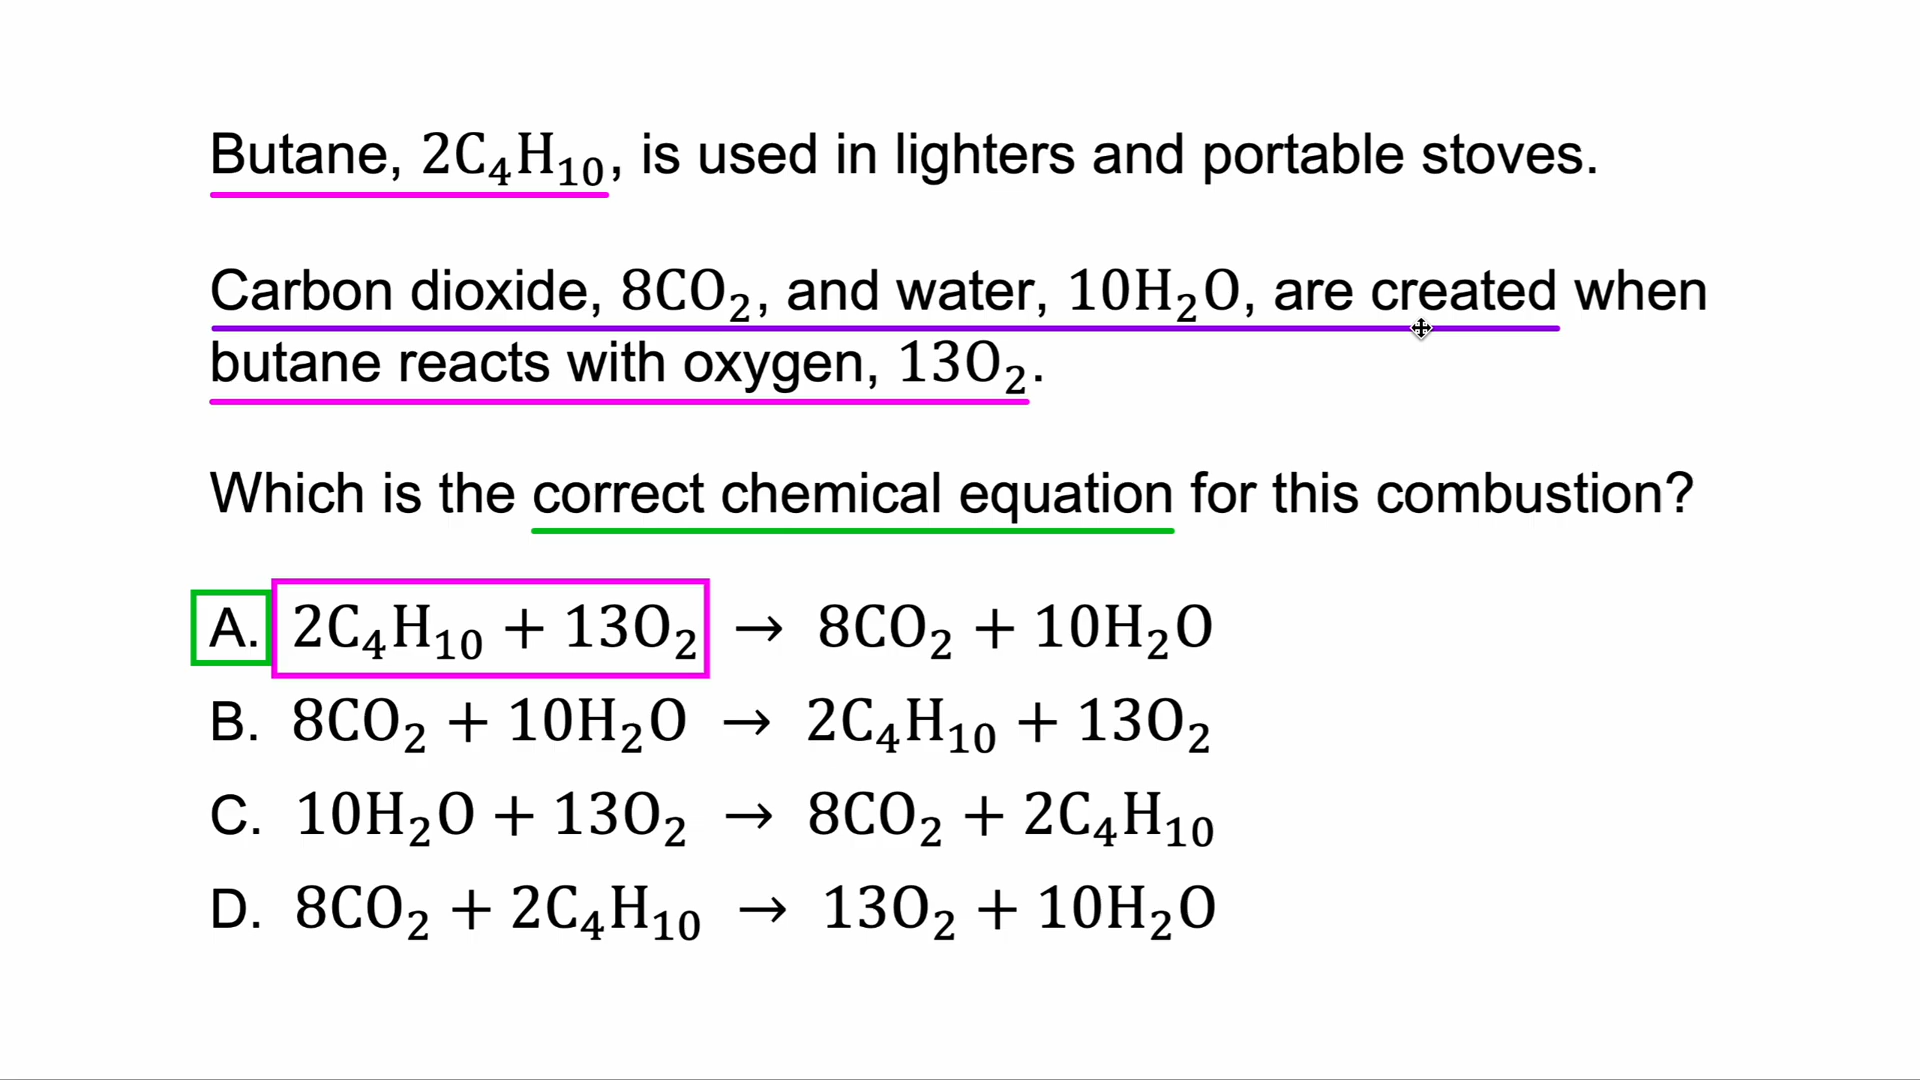 Butane, 2C₄H₁₀, is used in lighters and portable stoves.
Carbon dioxide, 8CO₂, and water, 10H₂O, are created when
butane reacts with oxygen, 13O₂.
Which is the correct chemical equation for this combustion?
A. 2C₄H₁₀ + 13O₂ → 8CO₂ + 10H₂O
B. 8CO₂ + 10H₂O → 2C₄H₁₀ + 13O₂
C. 10H₂O + 13O₂ → 8CO₂ + 2C₄H₁₀
D. 8CO₂ + 2C₄H₁₀ → 13O₂ + 10H₂O